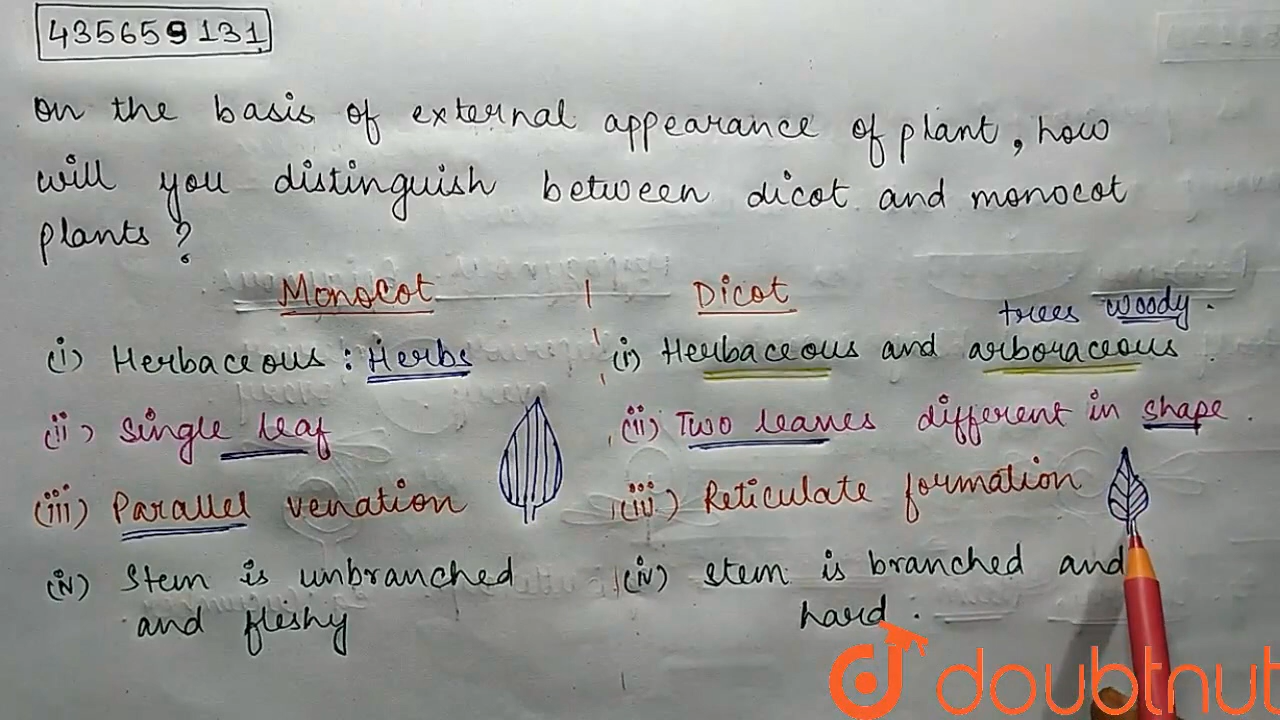 435659131
on the basis of external appearance of plant, how
will you distinguish between dicot and monocot
plants?
Monocot | Dicot
trees woody.
(i) Herbaceous : Herbs
(i) Herbaceous and arboraceous.
(ii) Single leaf
(ii) Two leaves different in shape.
(iii) Parallel venation
(iii) Reticulate formation
(iv) Stem is unbranched
and fleshy
(iv) stem is branched and
hard.
doubtnut